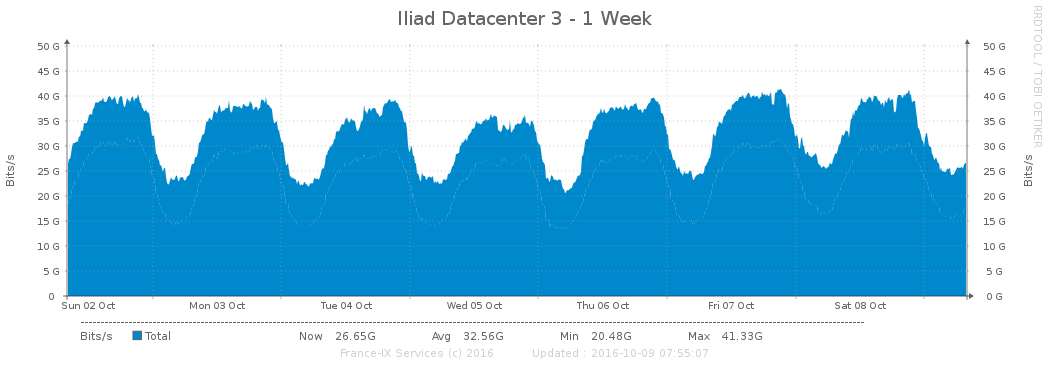 Iliad Datacenter 3 - 1 Week
RRDTOOL / TOBI OETIKER
50 G 50 G
45 G 45 G
40 G 40 G
35 G 35 G
30 G 30 G
25 G 25 G
20 G 20 G
15 G 15 G
10 G 10 G
5 G 5 G
0 0 G
Bits/s Bits/s
Sun 02 Oct Mon 03 Oct Tue 04 Oct Wed 05 Oct Thu 06 Oct Fri 07 Oct Sat 08 Oct
Bits/s Total Now 26.65G Avg 32.56G Min 20.48G Max 41.33G
France-IX Services (c) 2016 Updated : 2016-10-09 07:55:07